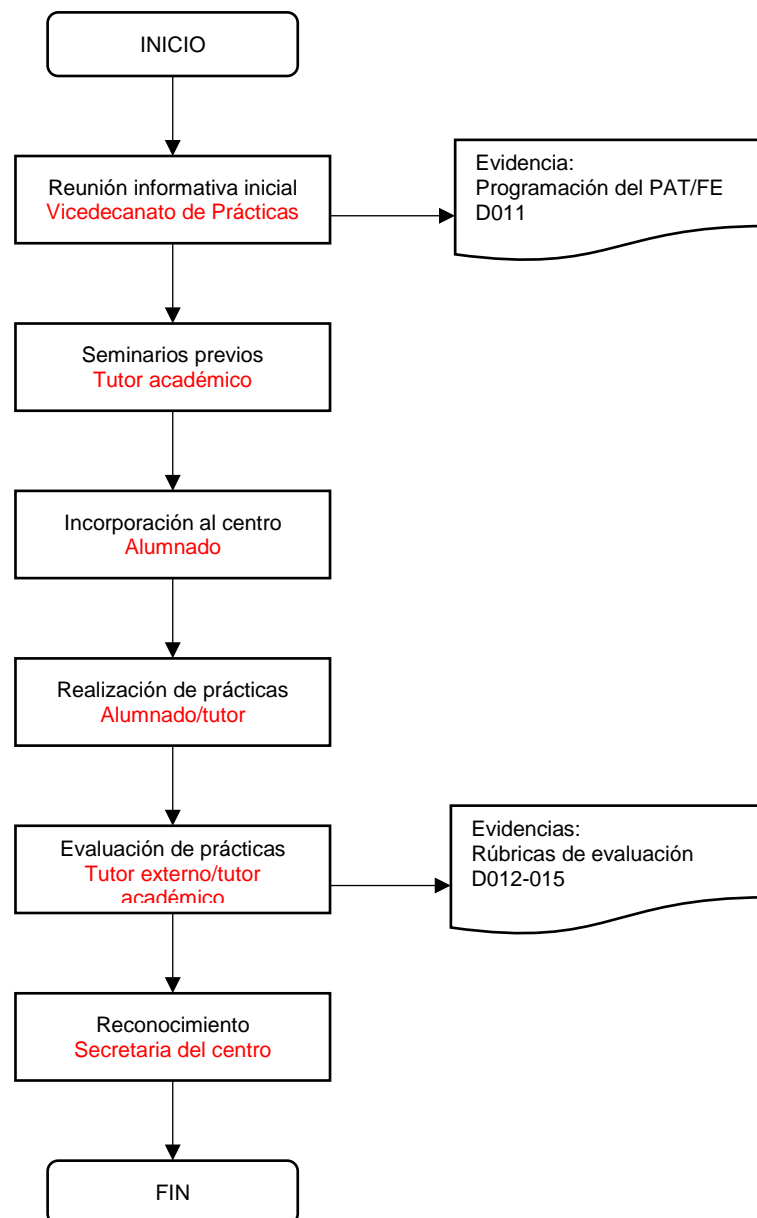 INICIO
Reunión informativa inicial
Vicedecanato de Prácticas
Evidencia:
Programación del PAT/FE
D011
Seminarios previos
Tutor académico
Incorporación al centro
Alumnado
Realización de prácticas
Alumnado/tutor
Evaluación de prácticas
Tutor externo/tutor
académico
Evidencias:
Rúbricas de evaluación
D012-015
Reconocimiento
Secretaria del centro
FIN